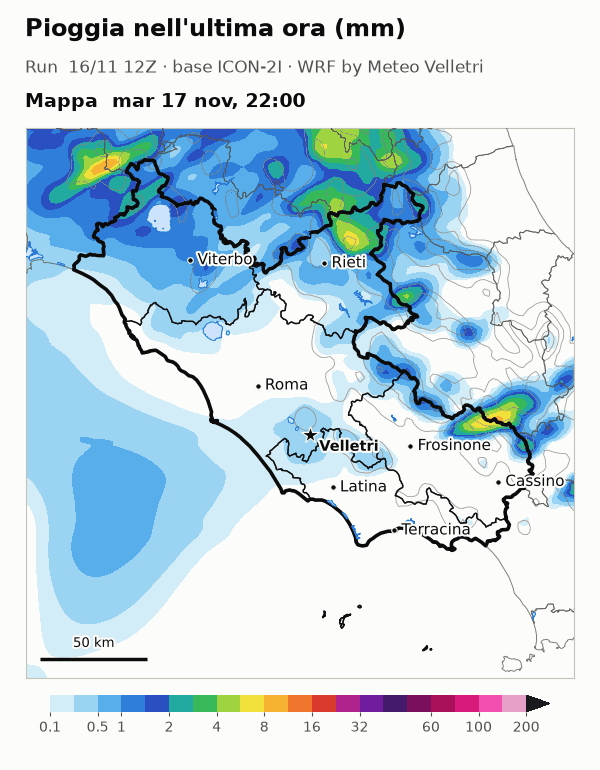 Pioggia nell'ultima ora (mm)
Run  16/11 12Z · base ICON-2I · WRF by Meteo Velletri
Mappa  mar 17 nov, 22:00
Viterbo
Rieti
Roma
Velletri
Frosinone
Latina
Cassino
Terracina
50 km
0.1 0.5 1 2 4 8 16 32 60 100 200